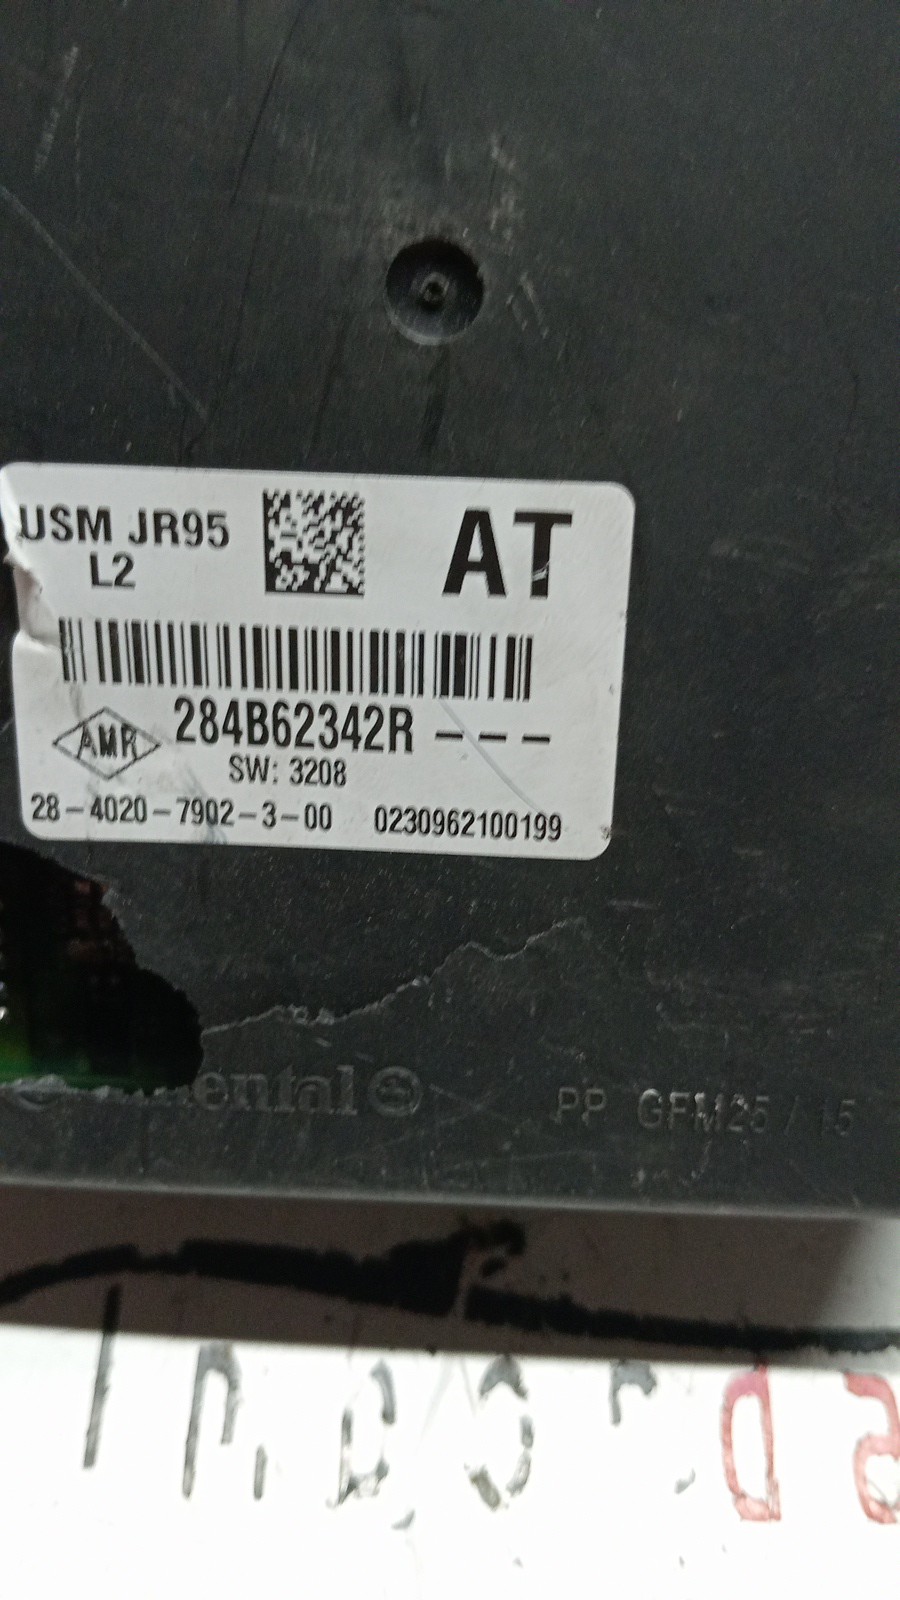 USM JR95
L2
AT
284B62342R ---
AMR
SW: 3208
28-4020-7902-3-00 0230962100199
PP GFM25 / 15